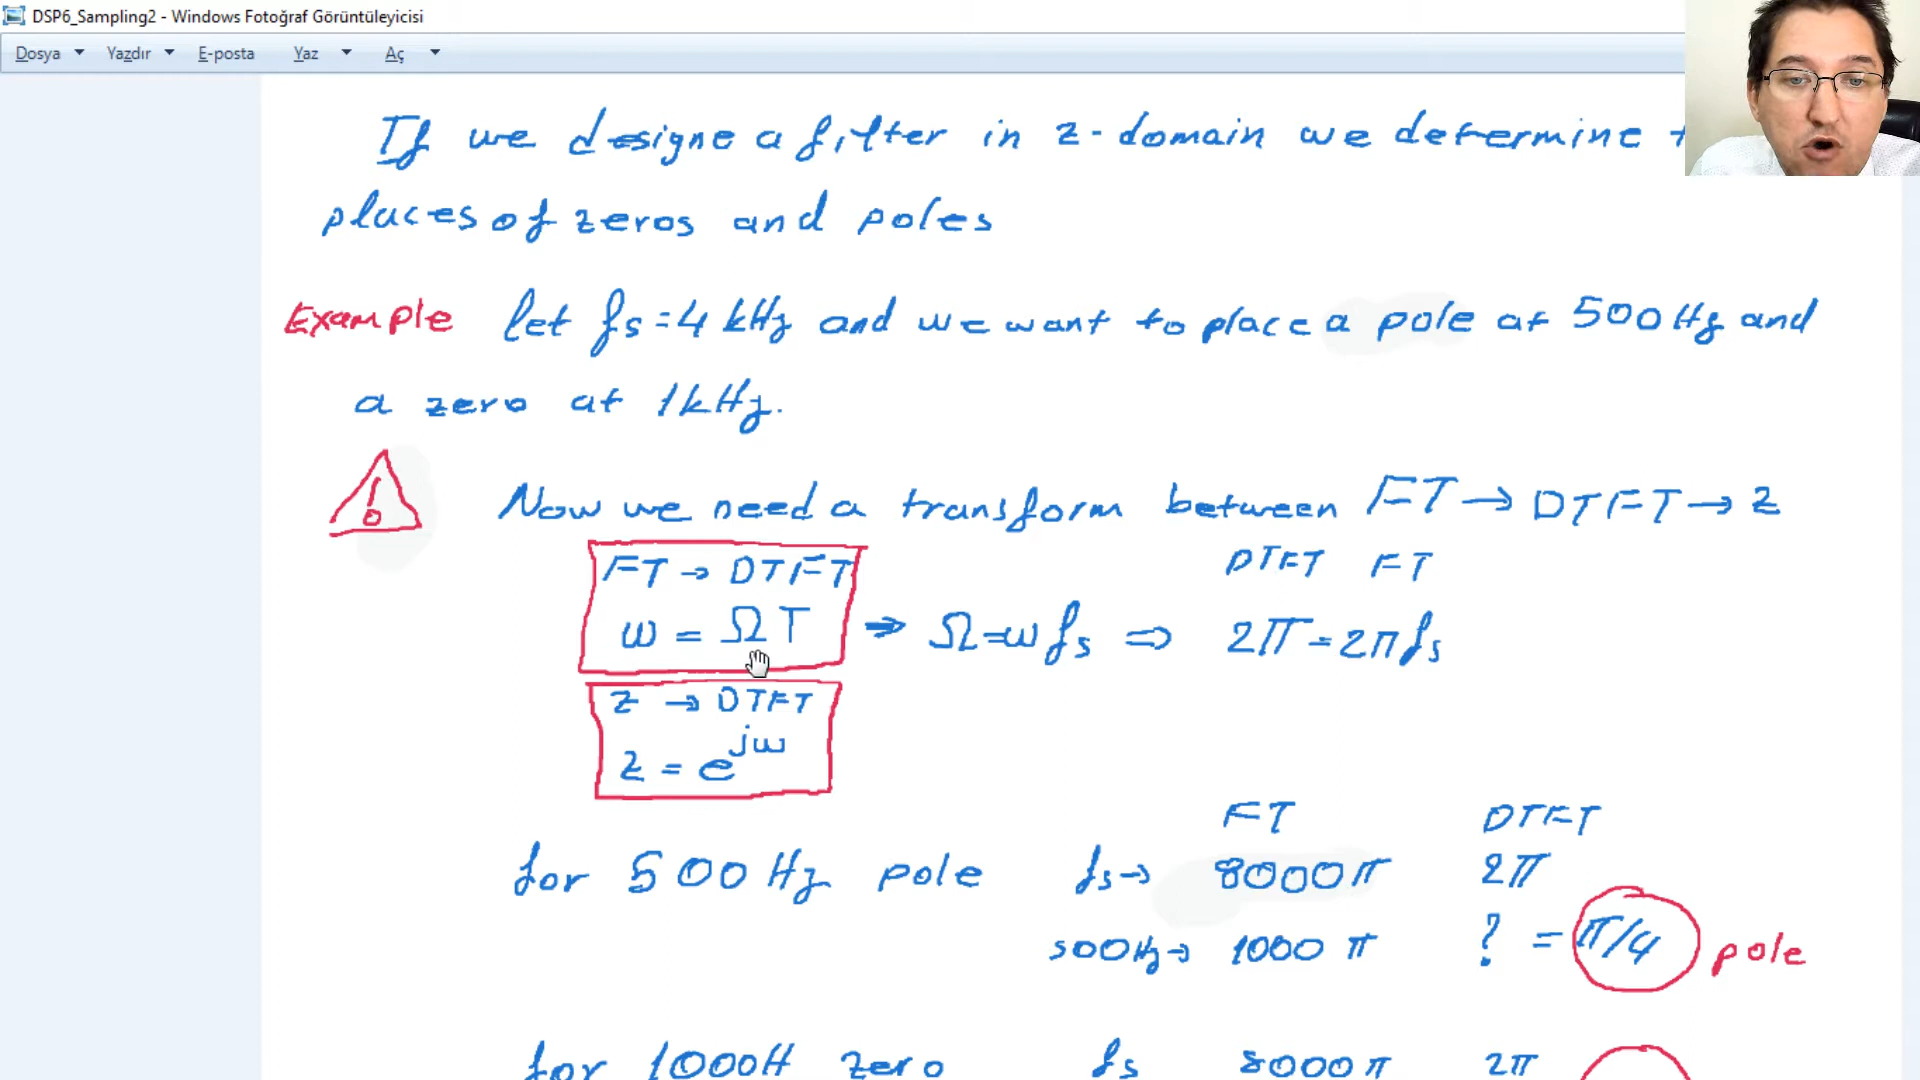 DSP6_Sampling2 - Windows Fotoğraf Görüntüleyicisi
Dosya Yazdır E-posta Yaz Aç
If we designe a filter in z-domain we determine
places of zeros and poles
Example let fs=4 kHz and we want to place a pole at 500 Hz and
a zero at 1kHz.
! Now we need a transform between FT → DTFT → z
FT → DTFT
ω = ΩT ⇒ Ω=ωfs ⇒
DTFT FT
2π = 2πfs
z → DTFT
z = e^jω
FT DTFT
for 500 Hz pole fs→ 8000π 2π
500Hz→ 1000 π ? = π/4 pole
for 1000H zero fs 8000π 2π